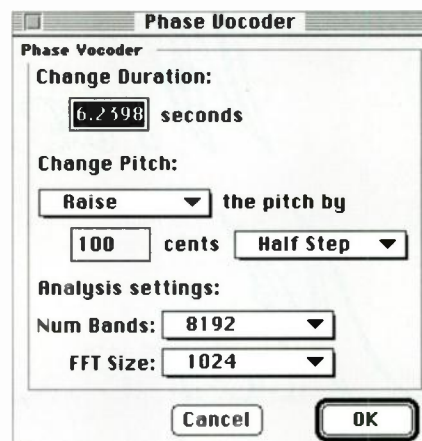 Phase Vocoder
Phase Vocoder
Change Duration:
6.2398 seconds
Change Pitch:
Raise the pitch by
100 cents Half Step
Analysis settings:
Num Bands: 8192
FFT Size: 1024
Cancel OK